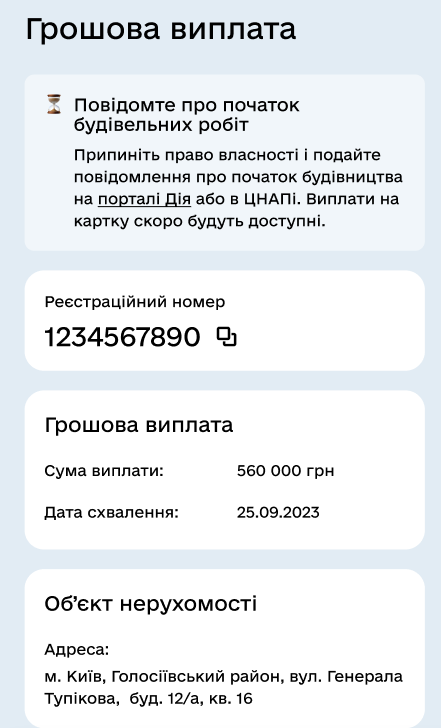 Грошова виплата
Повідомте про початок
будівельних робіт
Припиніть право власності і подайте
повідомлення про початок будівництва
на порталі Дія або в ЦНАПі. Виплати на
картку скоро будуть доступні.
Реєстраційний номер
1234567890
Грошова виплата
Сума виплати: 560 000 грн
Дата схвалення: 25.09.2023
Об’єкт нерухомості
Адреса:
м. Київ, Голосіївський район, вул. Генерала
Тупікова, буд. 12/а, кв. 16